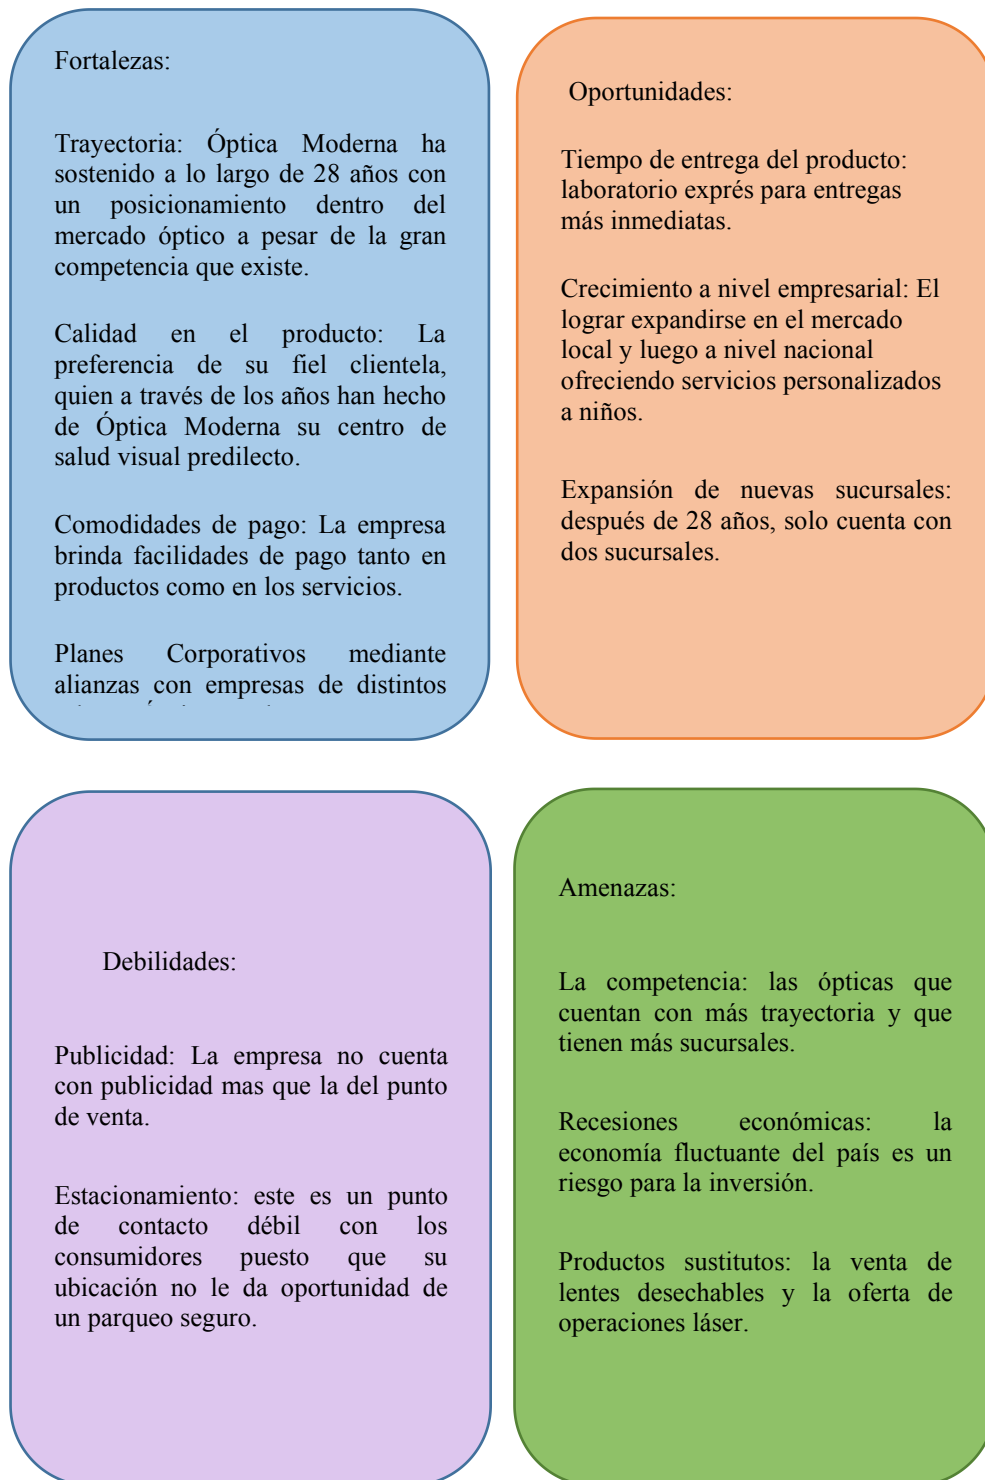 Fortalezas:
Trayectoria: Óptica Moderna ha
sostenido a lo largo de 28 años con
un posicionamiento dentro del
mercado óptico a pesar de la gran
competencia que existe.
Calidad en el producto: La
preferencia de su fiel clientela,
quien a través de los años han hecho
de Óptica Moderna su centro de
salud visual predilecto.
Comodidades de pago: La empresa
brinda facilidades de pago tanto en
productos como en los servicios.
Planes Corporativos mediante
alianzas con empresas de distintos
Oportunidades:
Tiempo de entrega del producto:
laboratorio exprés para entregas
más inmediatas.
Crecimiento a nivel empresarial: El
lograr expandirse en el mercado
local y luego a nivel nacional
ofreciendo servicios personalizados
a niños.
Expansión de nuevas sucursales:
después de 28 años, solo cuenta con
dos sucursales.
Debilidades:
Publicidad: La empresa no cuenta
con publicidad mas que la del punto
de venta.
Estacionamiento: este es un punto
de contacto débil con los
consumidores puesto que su
ubicación no le da oportunidad de
un parqueo seguro.
Amenazas:
La competencia: las ópticas que
cuentan con más trayectoria y que
tienen más sucursales.
Recesiones económicas: la
economía fluctuante del país es un
riesgo para la inversión.
Productos sustitutos: la venta de
lentes desechables y la oferta de
operaciones láser.